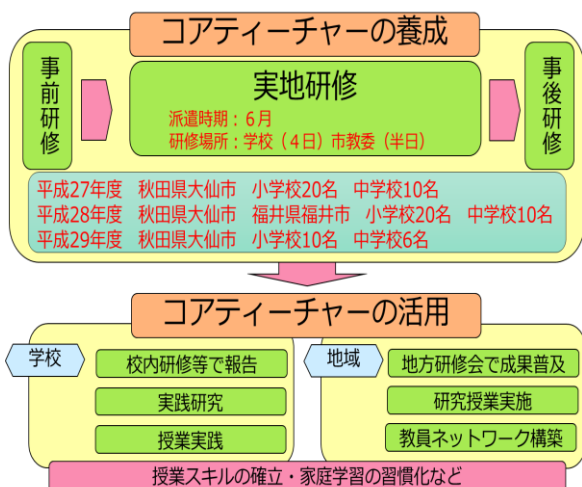 コアティーチャーの養成
事前研修
実地研修
派遣時期：６月
研修場所：学校（４日）市教委（半日）
事後研修
平成27年度　秋田県大仙市　小学校20名　中学校10名
平成28年度　秋田県大仙市　福井県福井市　小学校20名　中学校10名
平成29年度　秋田県大仙市　小学校10名　中学校6名
コアティーチャーの活用
学校
校内研修等で報告
実践研究
授業実践
地域
地方研修会で成果普及
研究授業実施
教員ネットワーク構築
授業スキルの確立・家庭学習の習慣化など